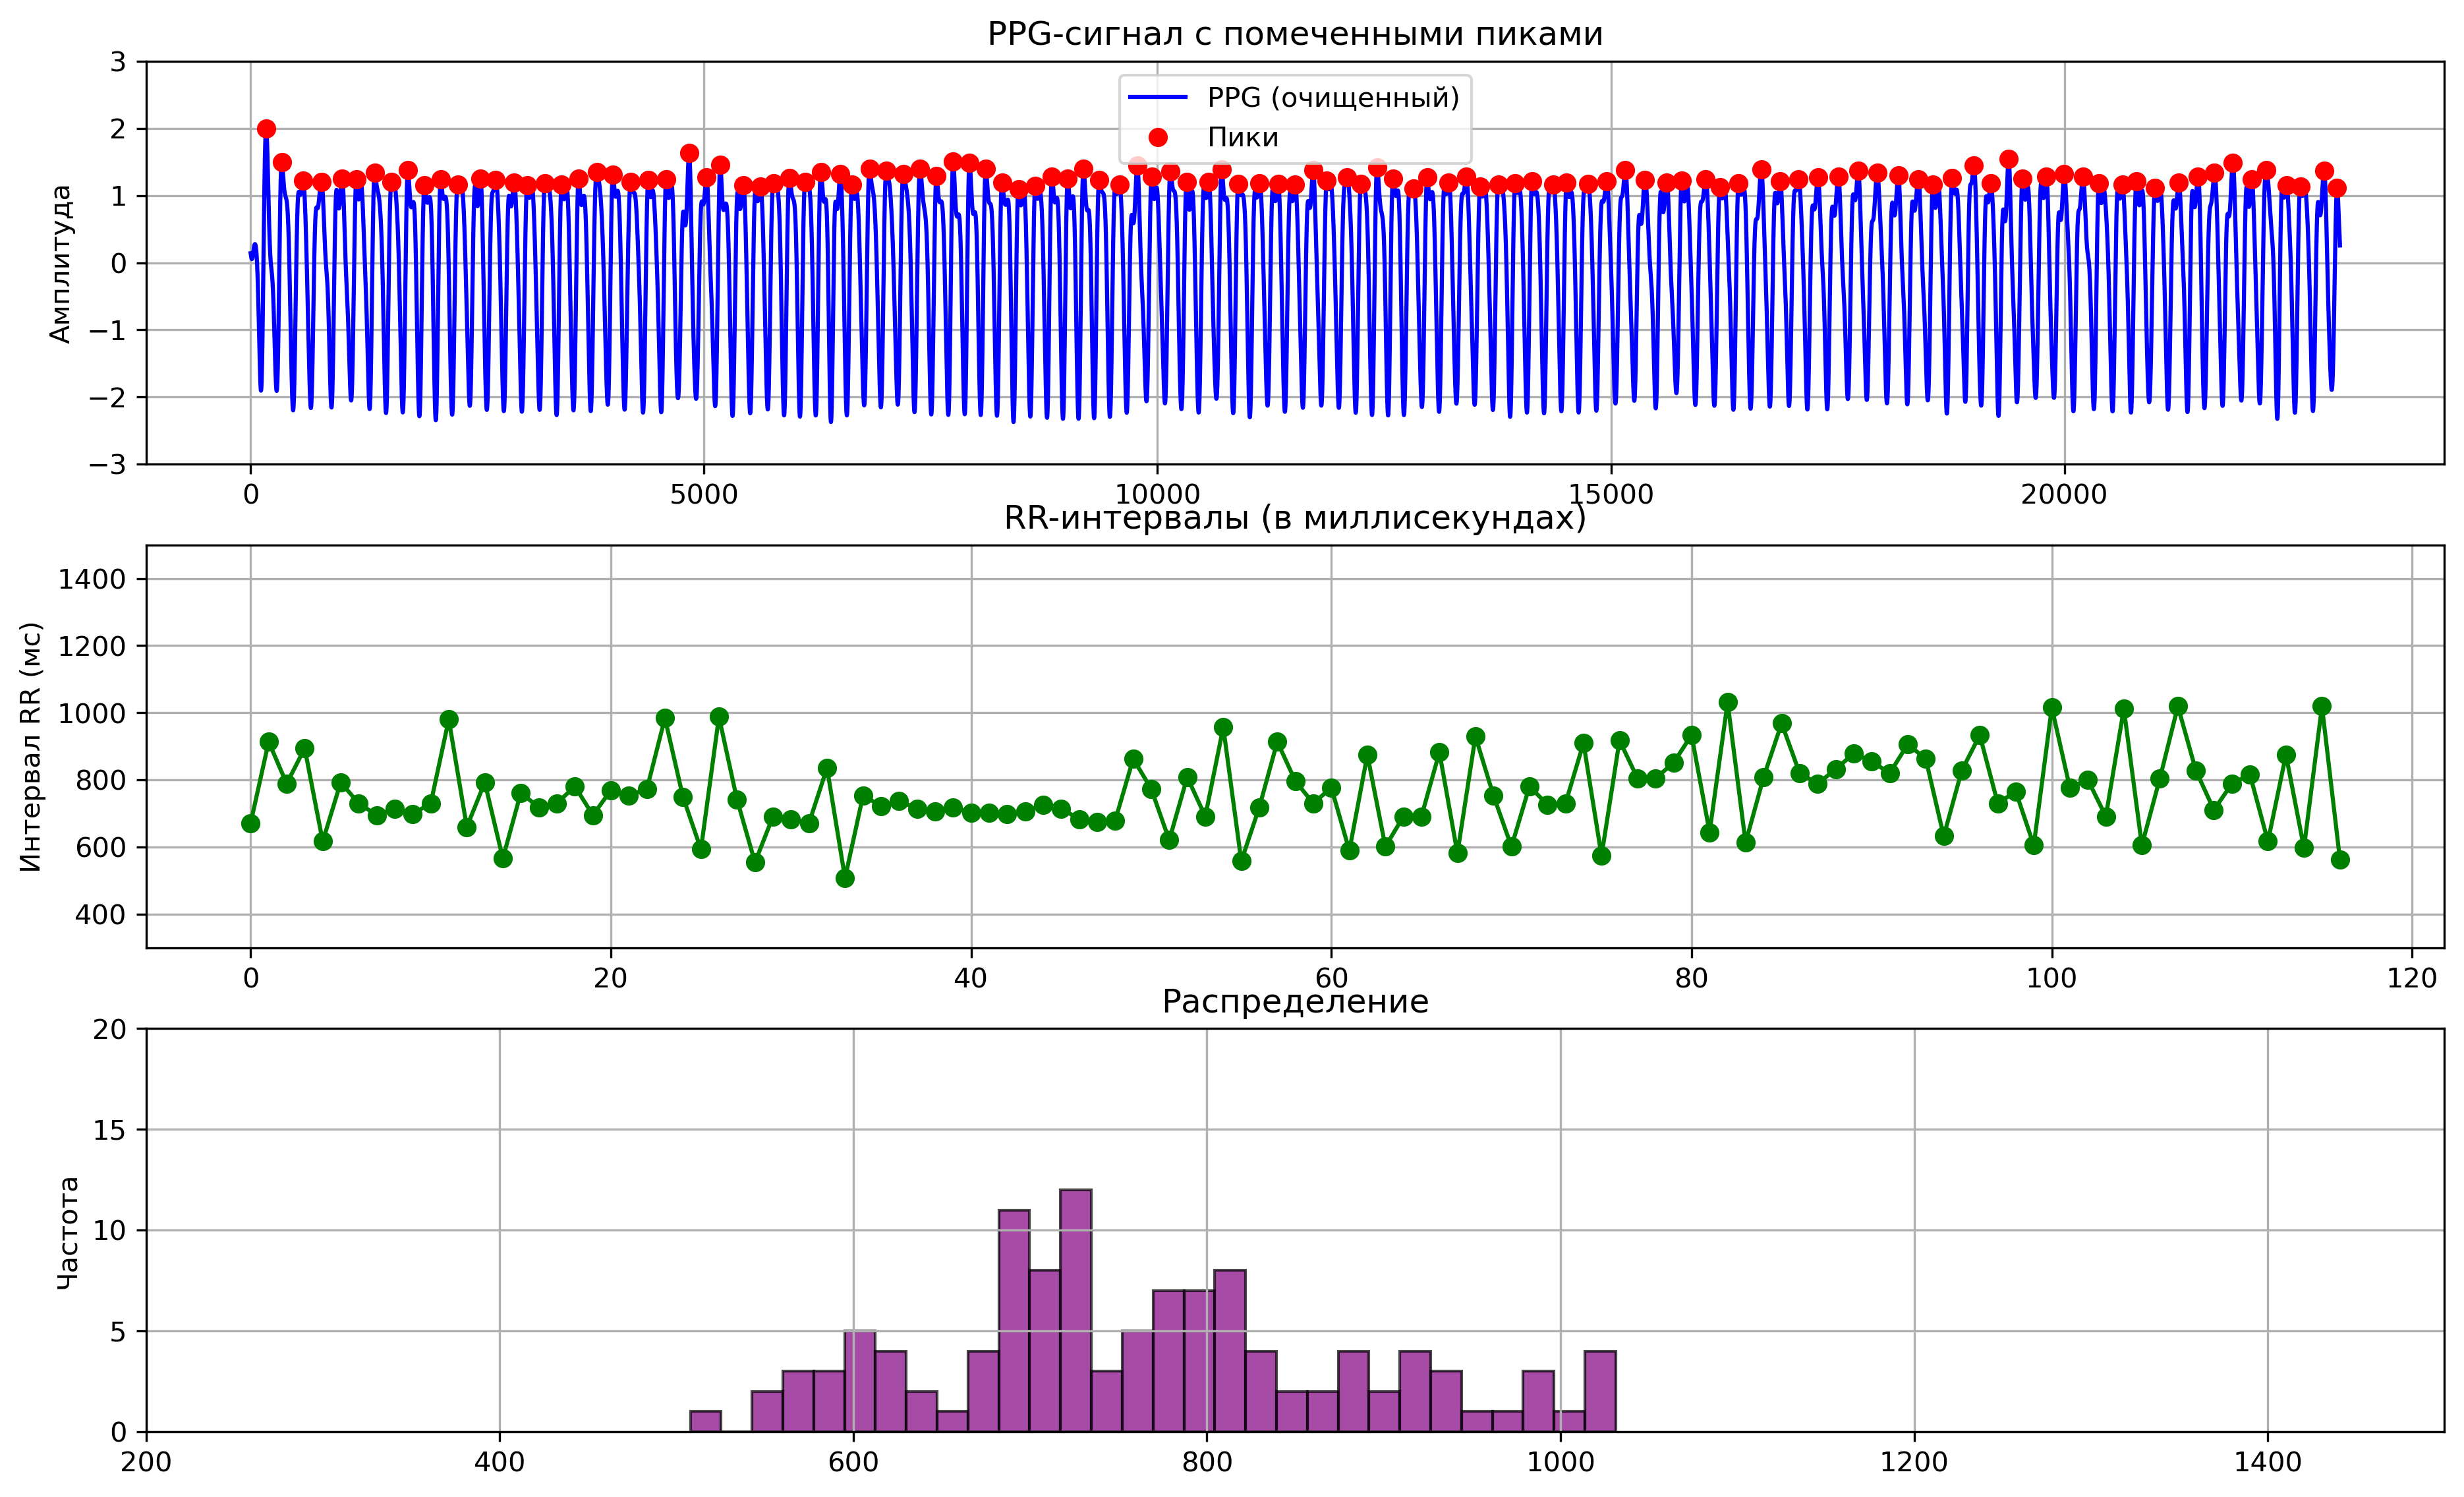 PPG-сигнал с помеченными пиками
Амплитуда
3
2
1
0
−1
−2
−3
PPG (очищенный)
Пики
0 5000 10000 15000 20000
RR-интервалы (в миллисекундах)
Интервал RR (мс)
1400
1200
1000
800
600
400
0 20 40 60 80 100 120
Распределение
Частота
20
15
10
5
0
200 400 600 800 1000 1200 1400